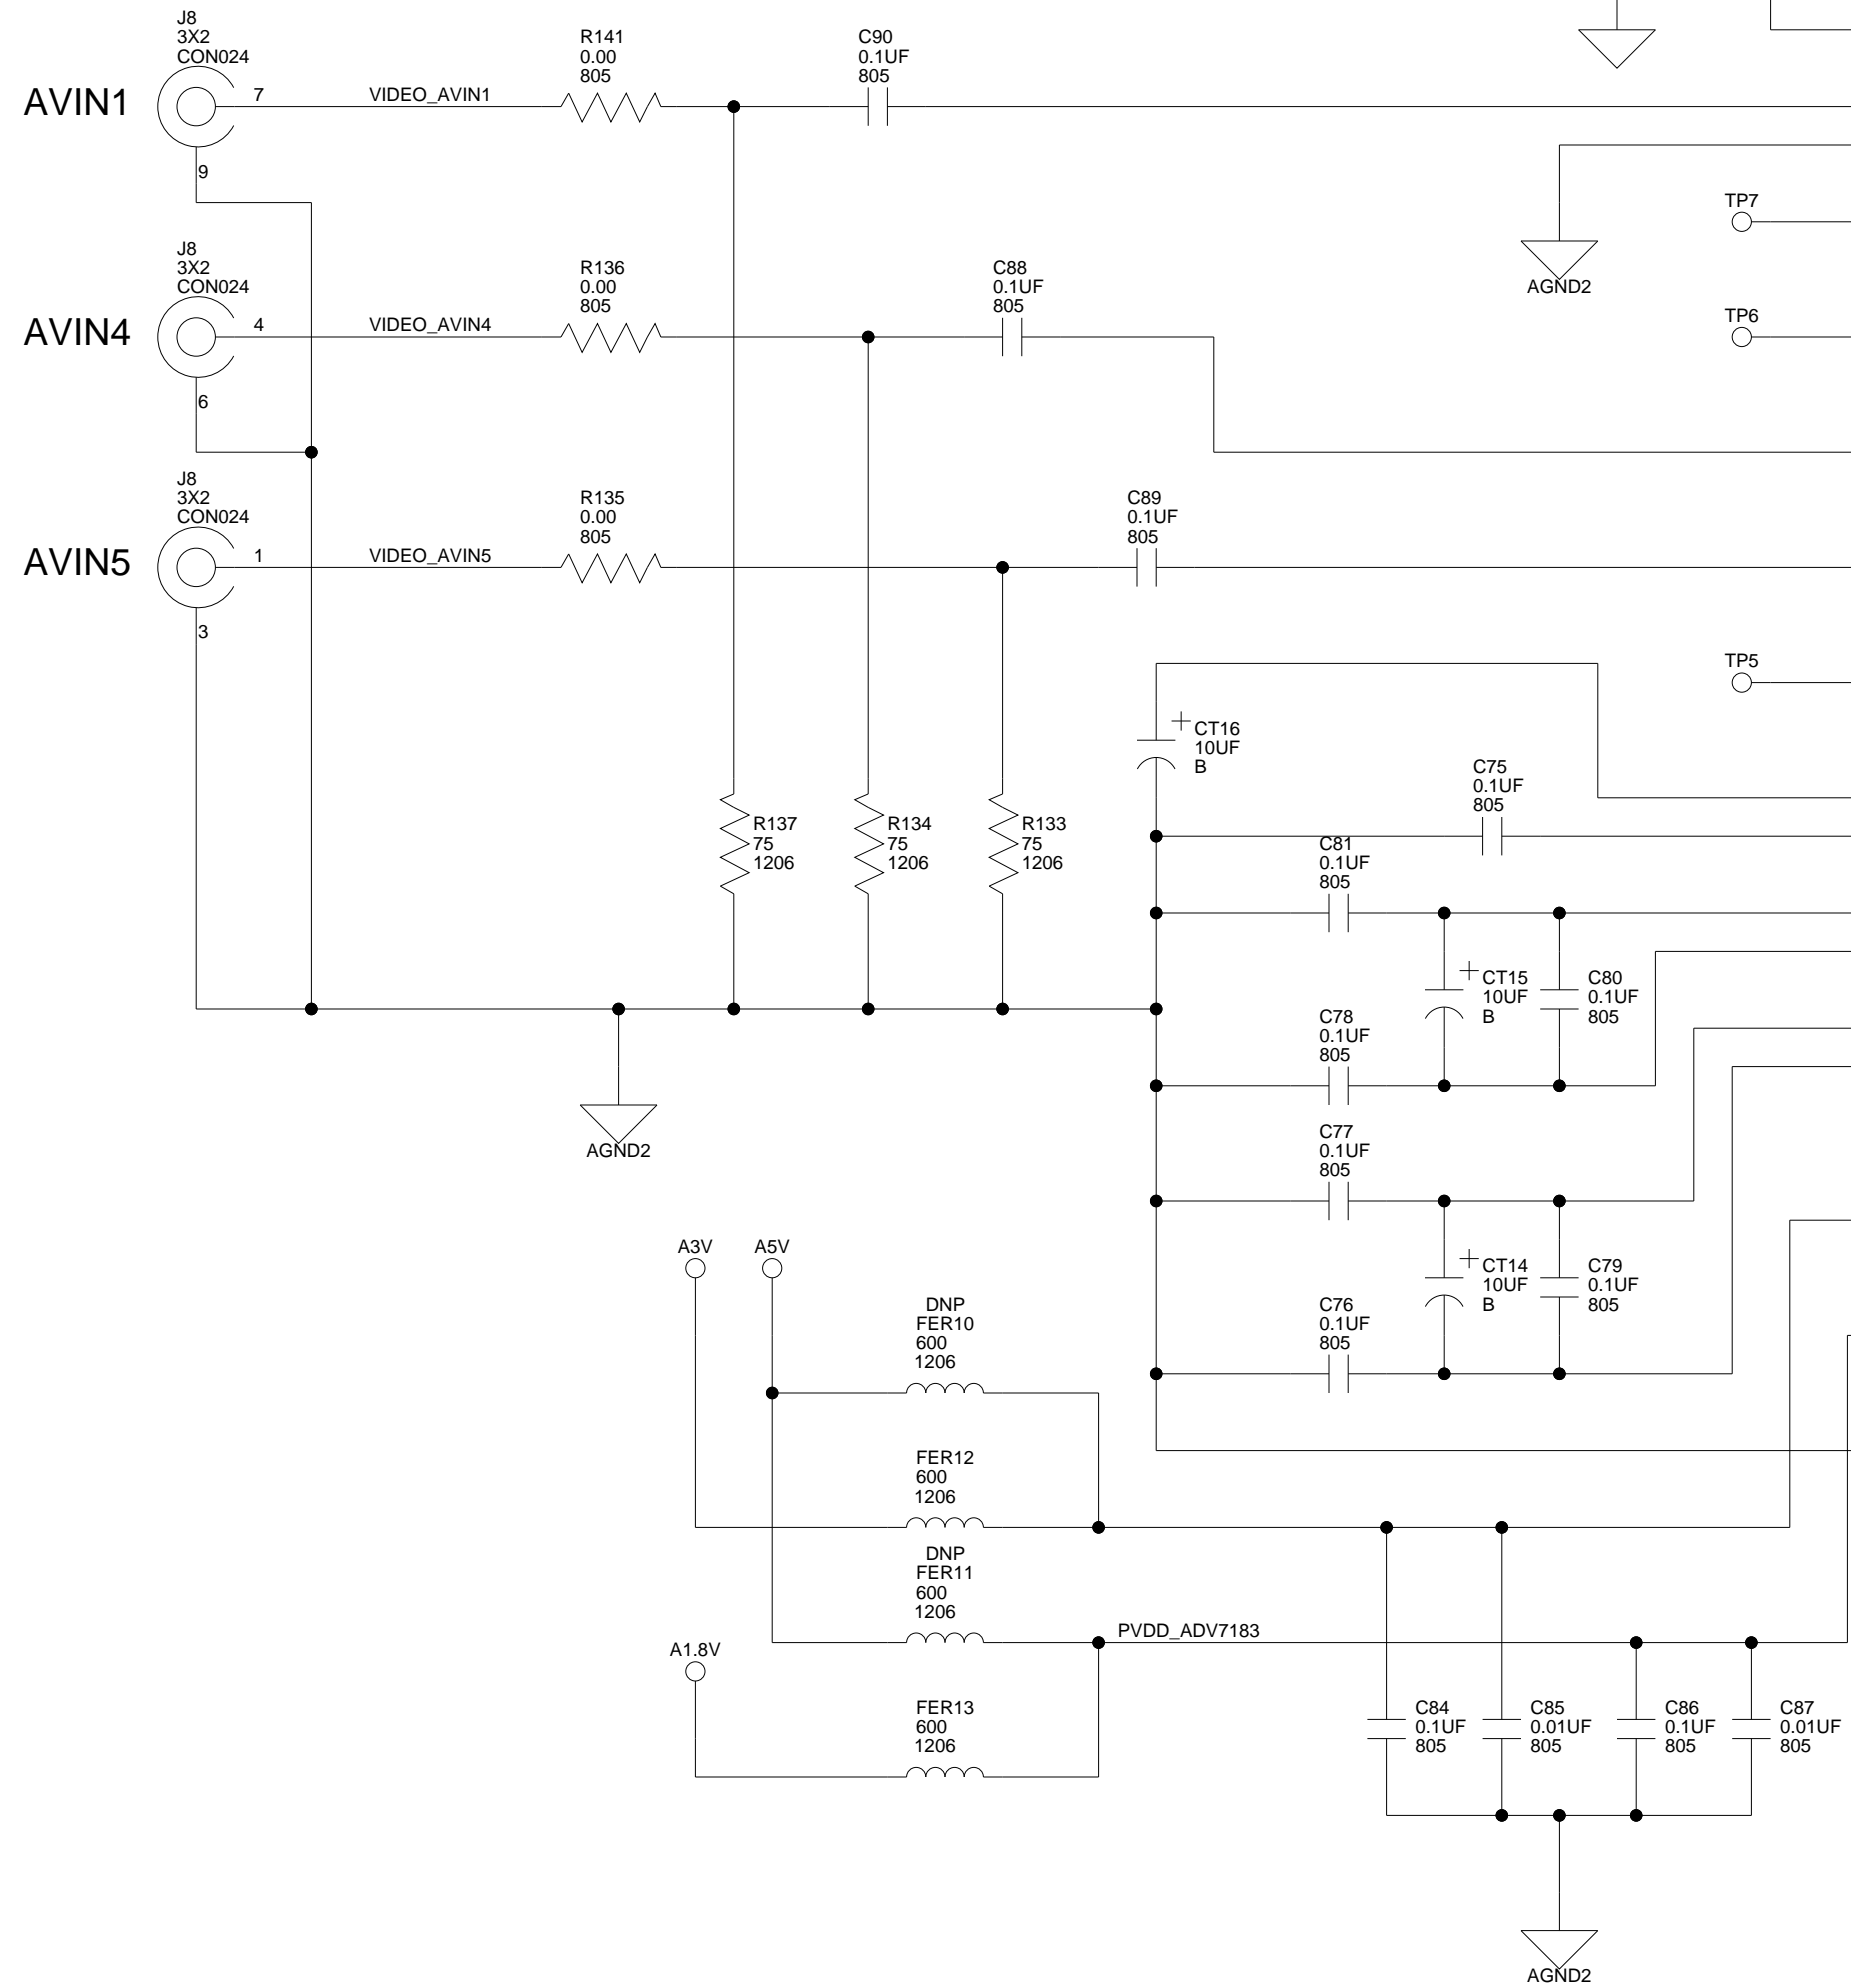 J8
3X2
CON024
AVIN1
7
9
VIDEO_AVIN1
R141
0.00
805
C90
0.1UF
805
AGND2
TP7
J8
3X2
CON024
AVIN4
4
6
VIDEO_AVIN4
R136
0.00
805
C88
0.1UF
805
TP6
J8
3X2
CON024
AVIN5
1
3
VIDEO_AVIN5
R135
0.00
805
C89
0.1UF
805
TP5
+
CT16
10UF
B
R137
75
1206
R134
75
1206
R133
75
1206
C75
0.1UF
805
C81
0.1UF
805
+
CT15
10UF
B
C80
0.1UF
805
C78
0.1UF
805
AGND2
C77
0.1UF
805
+
CT14
10UF
B
C79
0.1UF
805
C76
0.1UF
805
A3V
A5V
DNP
FER10
600
1206
FER12
600
1206
DNP
FER11
600
1206
PVDD_ADV7183
A1.8V
FER13
600
1206
C84
0.1UF
805
C85
0.01UF
805
C86
0.1UF
805
C87
0.01UF
805
AGND2